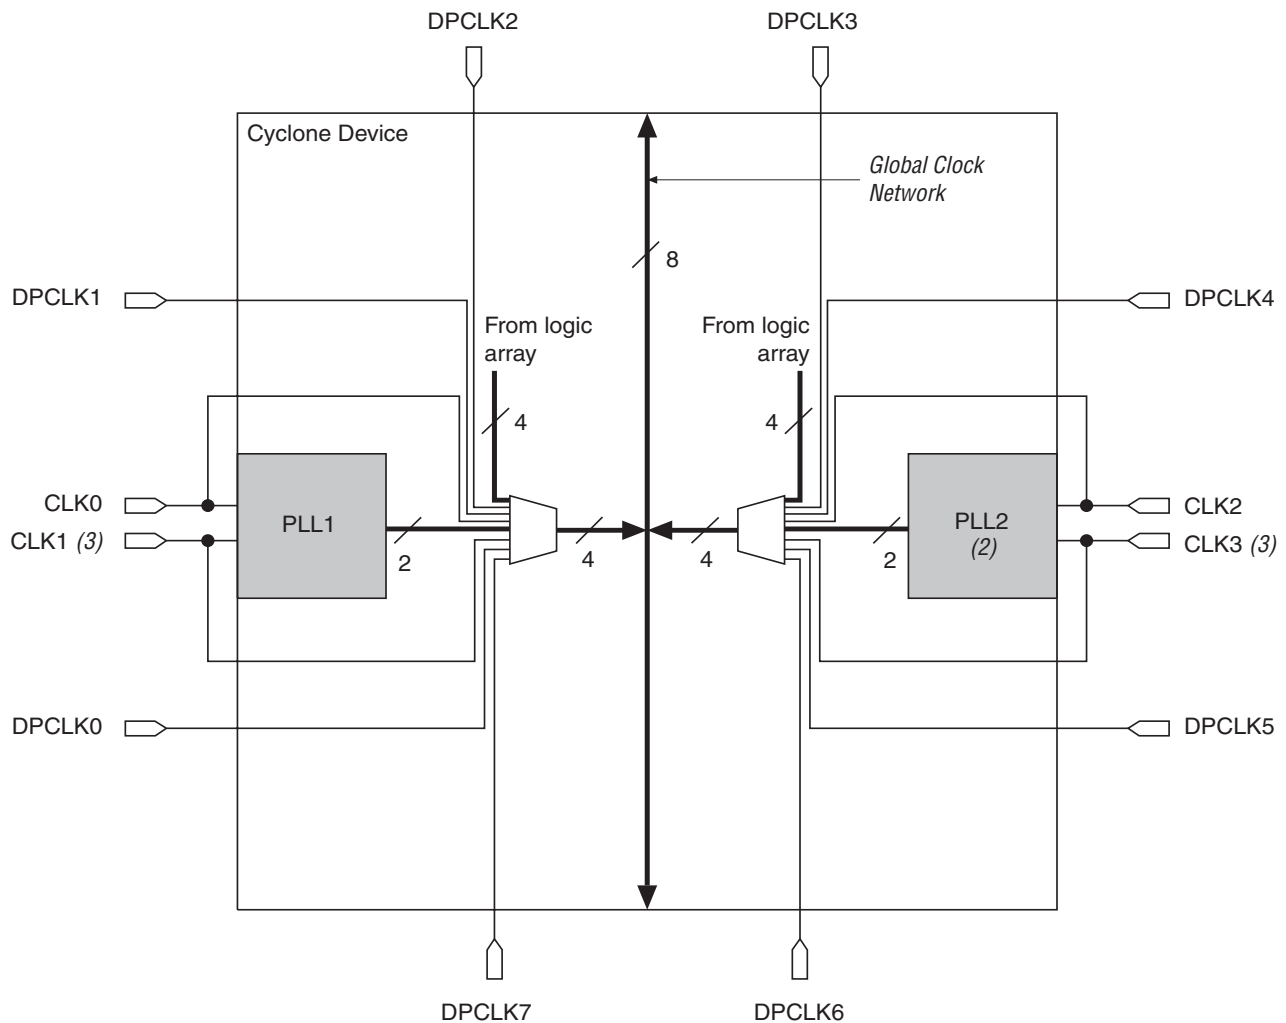 DPCLK2
DPCLK3
Cyclone Device
Global Clock
Network
8
DPCLK1
DPCLK4
From logic
array
From logic
array
4
4
CLK0
CLK1 (3)
PLL1
2
4
4
2
PLL2
(2)
CLK2
CLK3 (3)
DPCLK0
DPCLK5
DPCLK7
DPCLK6